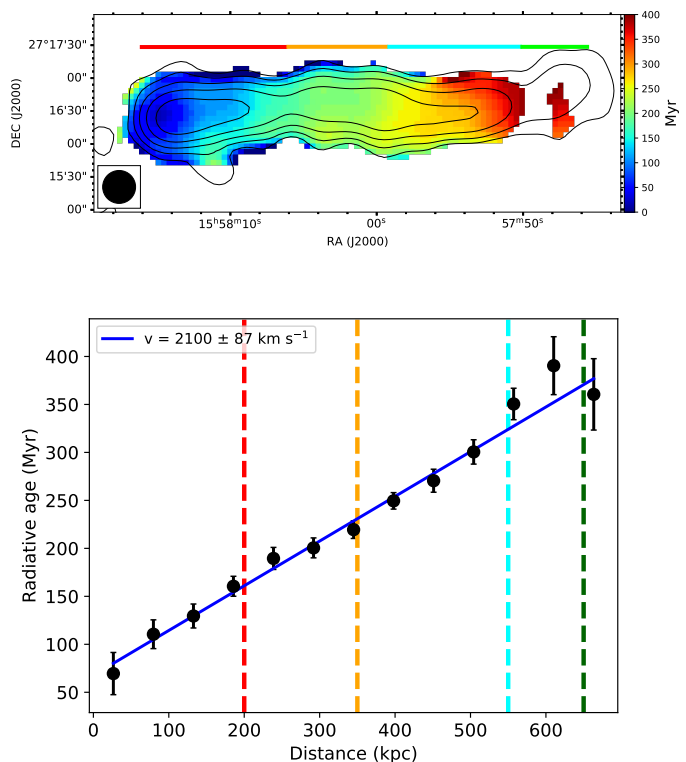 400
350
300
250
200
150
100
50
0
Myr
27°17'30"
00"
16'30"
00"
15'30"
00"
DEC (J2000)
15ʰ58ᵐ10ˢ 00ˢ 57ᵐ50ˢ
RA (J2000)
v = 2100 ± 87 km s⁻¹
400
350
300
250
200
150
100
50
Radiative age (Myr)
0 100 200 300 400 500 600
Distance (kpc)